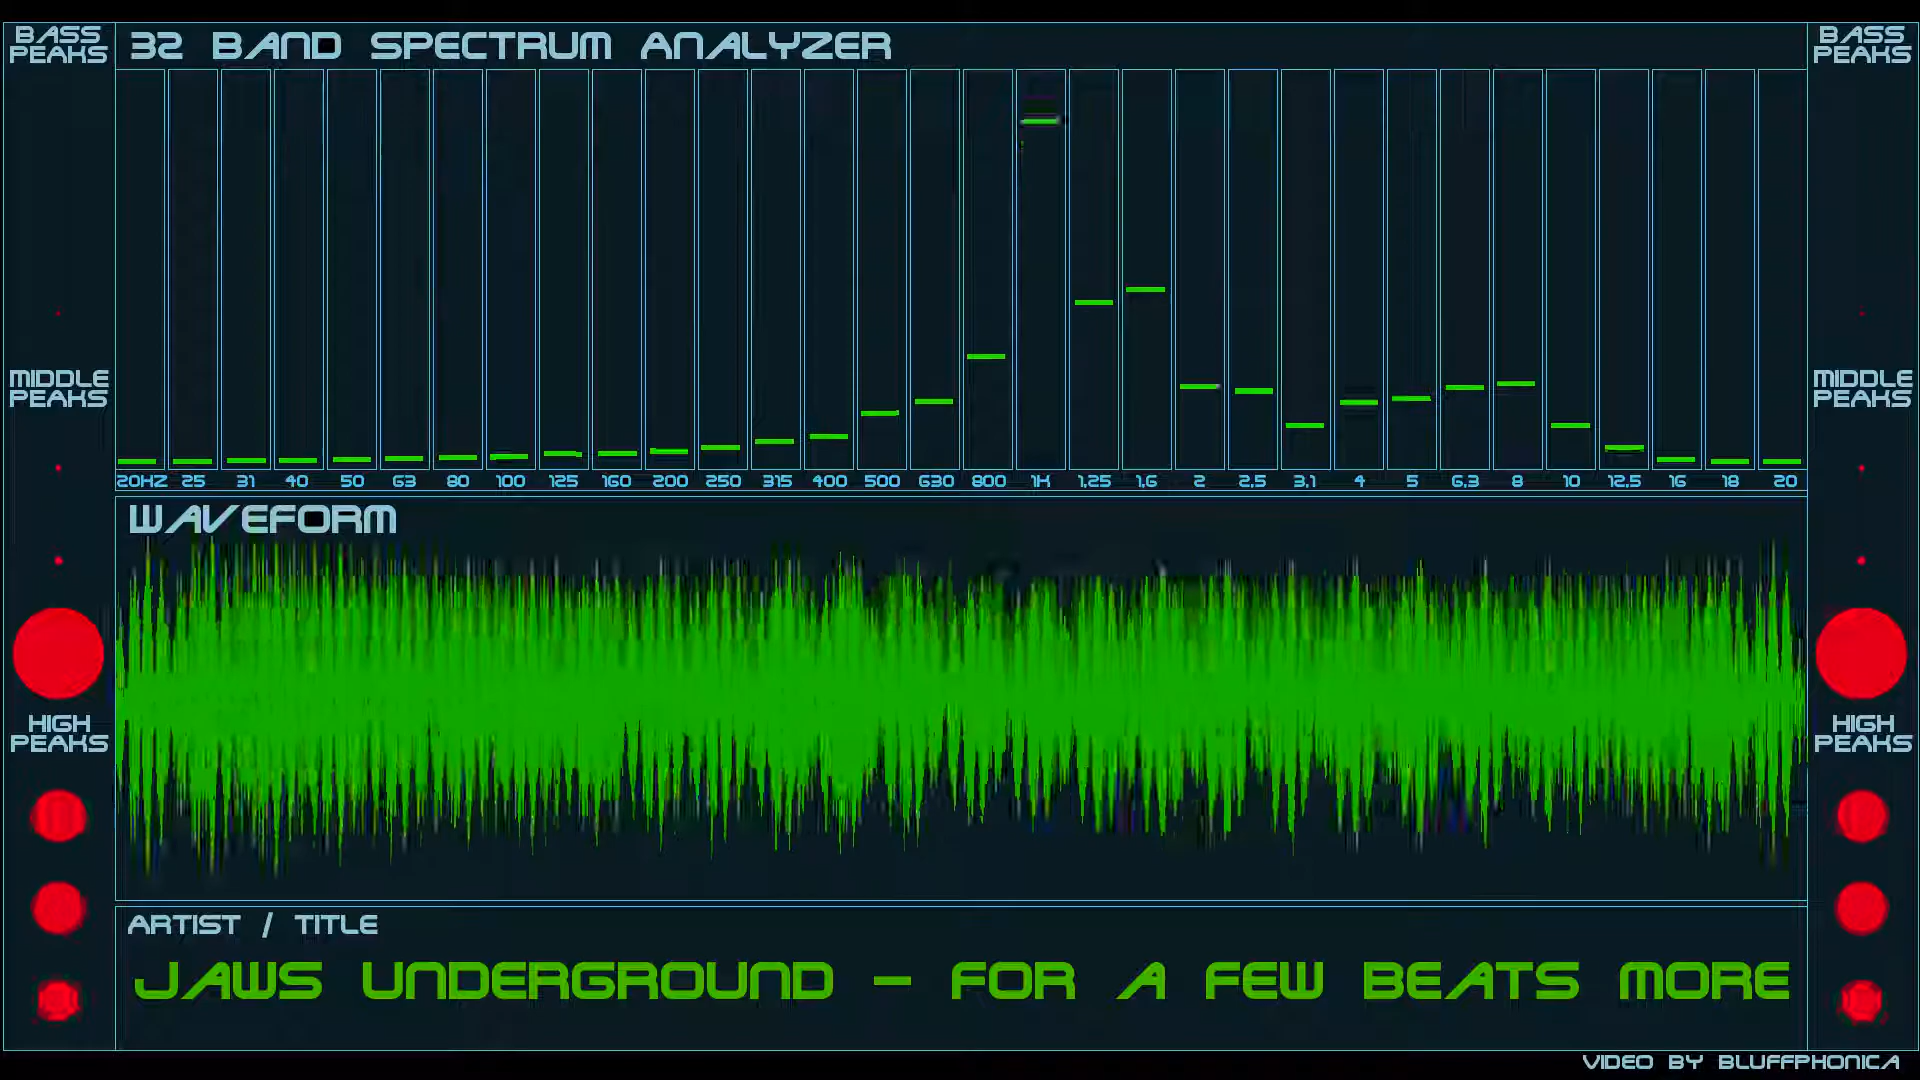 BASS
PEAKS
32 BAND SPECTRUM ANALYZER
BASS
PEAKS
MIDDLE
PEAKS
MIDDLE
PEAKS
20HZ 25 31 40 50 63 80 100 125 160 200 250 315 400 500 630 800 1K 1,25 1,6 2 2,5 3,1 4 5 6,3 8 10 12,5 16 18 20
WAVEFORM
HIGH
PEAKS
HIGH
PEAKS
ARTIST / TITLE
JAWS UNDERGROUND - FOR A FEW BEATS MORE
VIDEO BY BLUFFPHONICA